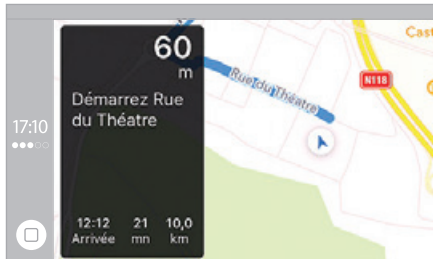 60
m
Démarrez Rue
du Théatre
17:10
12:12 21 10,0
Arrivée mn km
Rue du Théatre
N118
Cast